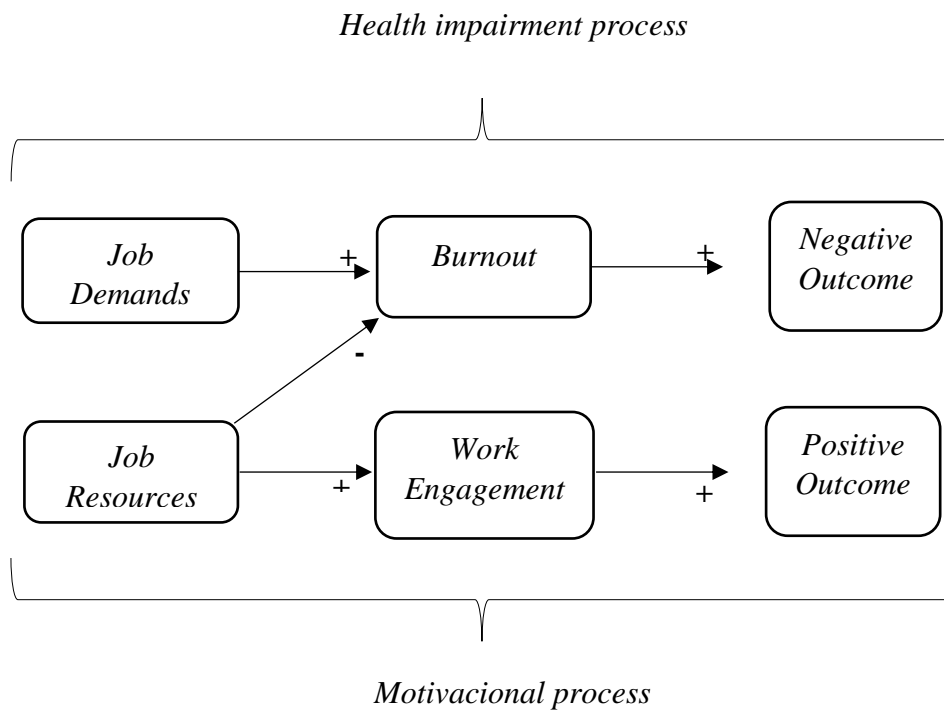 Health impairment process
Job
Demands
+
Burnout
+
Negative
Outcome
-
Job
Resources
+
Work
Engagement
+
Positive
Outcome
Motivacional process